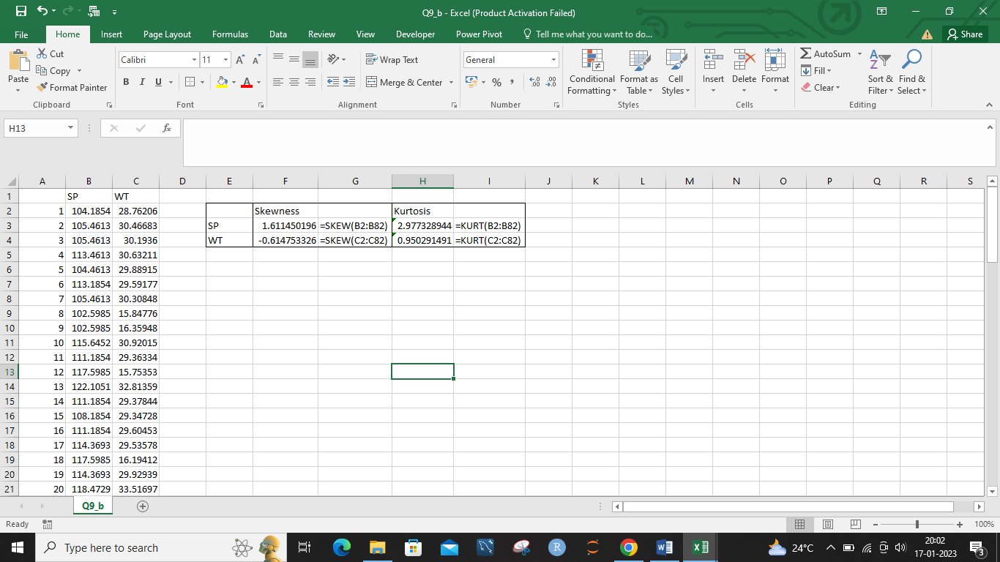 Q9_b - Excel (Product Activation Failed)
File Home Insert Page Layout Formulas Data Review View Developer Power Pivot Tell me what you want to do... Share
Paste Cut Copy Format Painter
Clipboard
Calibri 11
B I U
Font
Wrap Text
Merge & Center
Alignment
General
% , .00 .0
Number
Conditional Formatting Format as Table Cell Styles
Styles
Insert Delete Format
Cells
AutoSum Fill Clear
Sort & Filter Find & Select
Editing
H13 fx
A B C D E F G H I J K L M N O P Q R S
1 SP WT
2 1 104.1854 28.76206 Skewness Kurtosis
3 2 105.4613 30.46683 SP 1.611450196 =SKEW(B2:B82) 2.977328944 =KURT(B2:B82)
4 3 105.4613 30.1936 WT -0.614753326 =SKEW(C2:C82) 0.950291491 =KURT(C2:C82)
5 4 113.4613 30.63211
6 5 104.4613 29.88915
7 6 113.1854 29.59177
8 7 105.4613 30.30848
9 8 102.5985 15.84776
10 9 102.5985 16.35948
11 10 115.6452 30.92015
12 11 111.1854 29.36334
13 12 117.5985 15.75353
14 13 122.1051 32.81359
15 14 111.1854 29.37844
16 15 108.1854 29.34728
17 16 111.1854 29.60453
18 17 114.3693 29.53578
19 18 117.5985 16.19412
20 19 114.3693 29.92939
21 20 118.4729 33.51697
Q9_b
Ready 100%
Type here to search 24°C 20:02
17-01-2023 3